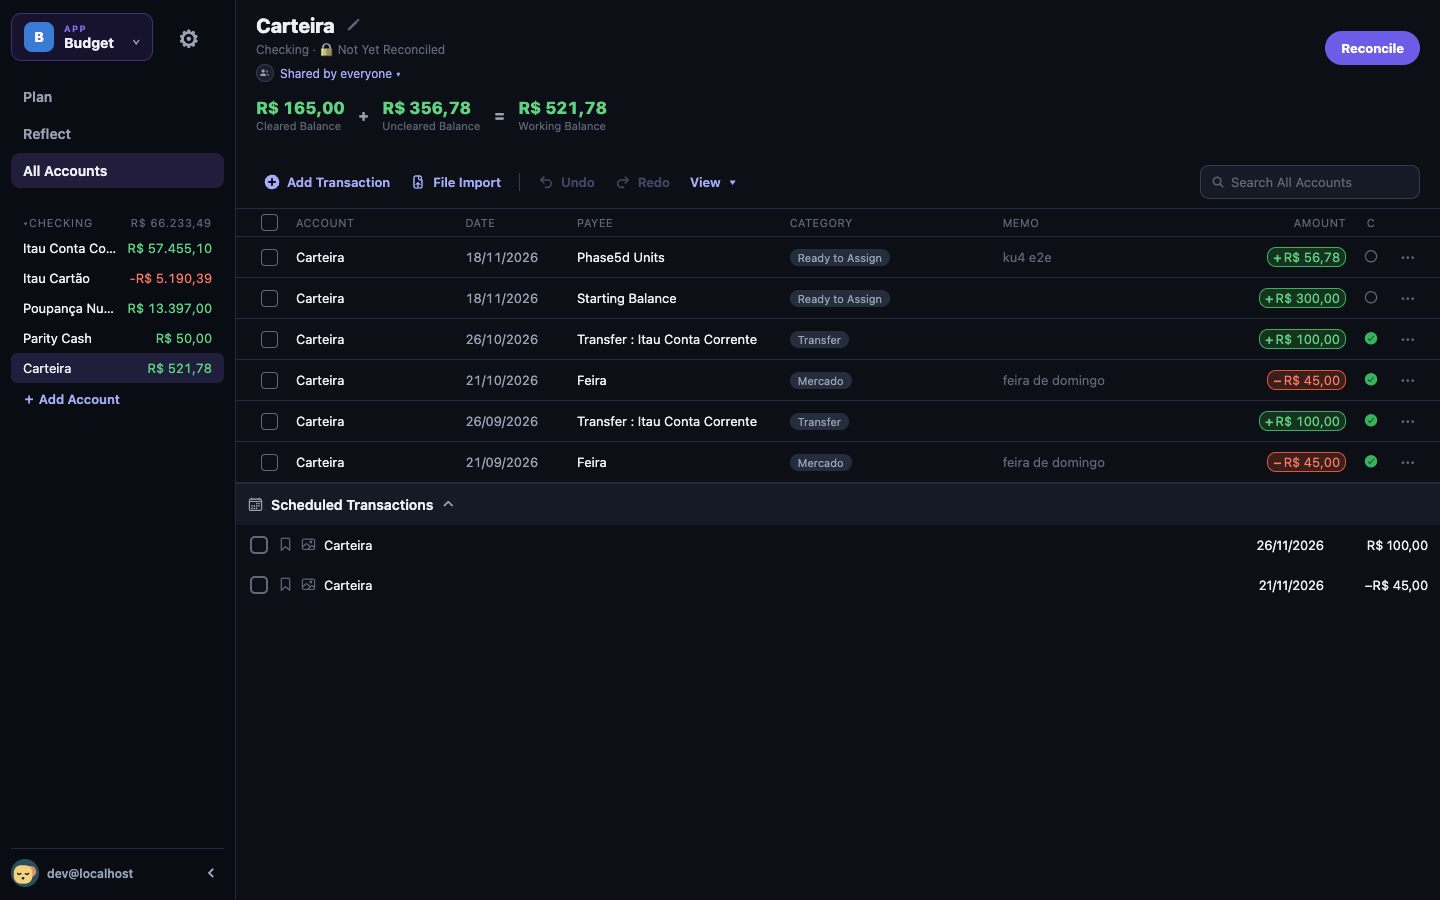 B
APP
Budget
Plan
Reflect
All Accounts
CHECKING R$ 66.233,49
Itau Conta Co... R$ 57.455,10
Itau Cartão -R$ 5.190,39
Poupança Nu... R$ 13.397,00
Parity Cash R$ 50,00
Carteira R$ 521,78
+ Add Account
dev@localhost
Carteira
Checking · Not Yet Reconciled
Shared by everyone
Reconcile
R$ 165,00 + R$ 356,78 = R$ 521,78
Cleared Balance Uncleared Balance Working Balance
Add Transaction File Import Undo Redo View Search All Accounts
ACCOUNT DATE PAYEE CATEGORY MEMO AMOUNT C
Carteira 18/11/2026 Phase5d Units Ready to Assign ku4 e2e +R$ 56,78
Carteira 18/11/2026 Starting Balance Ready to Assign +R$ 300,00
Carteira 26/10/2026 Transfer : Itau Conta Corrente Transfer +R$ 100,00
Carteira 21/10/2026 Feira Mercado feira de domingo −R$ 45,00
Carteira 26/09/2026 Transfer : Itau Conta Corrente Transfer +R$ 100,00
Carteira 21/09/2026 Feira Mercado feira de domingo −R$ 45,00
Scheduled Transactions
Carteira 26/11/2026 R$ 100,00
Carteira 21/11/2026 −R$ 45,00